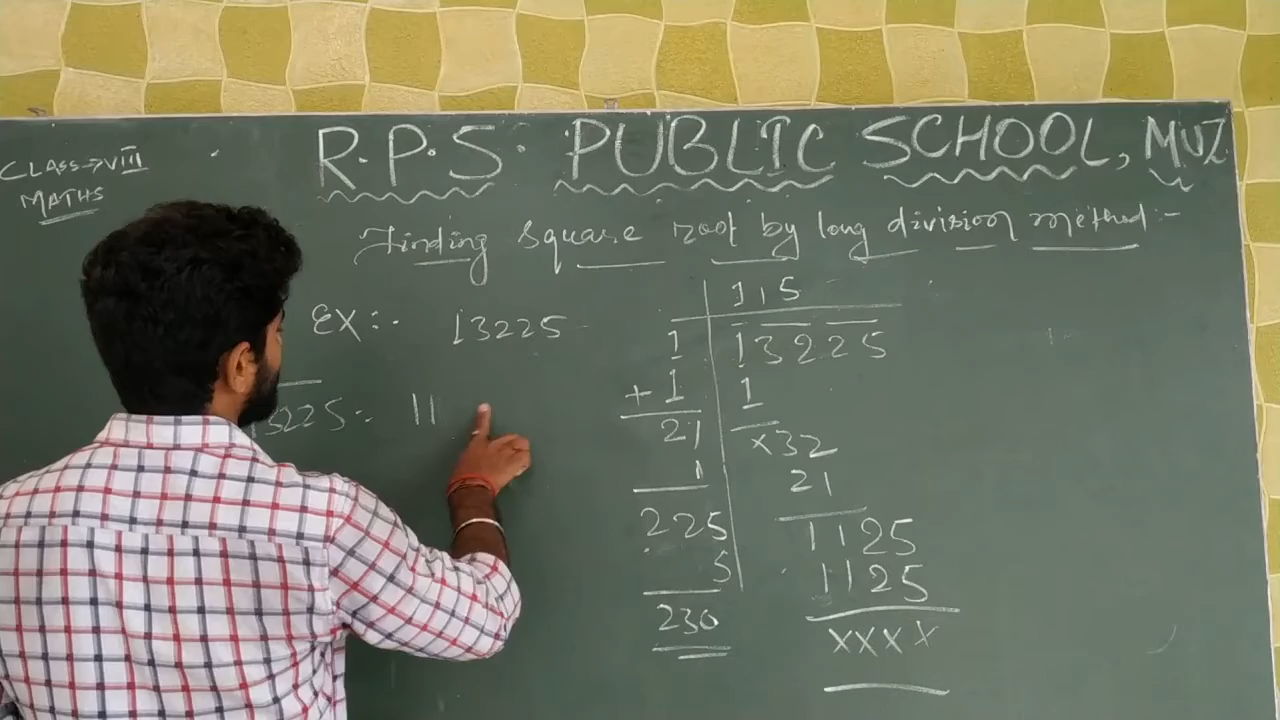 CLASS→VIII
MATHS
R.P.S. PUBLIC SCHOOL, MUZ
Finding square root by long division method:-
EX:- 13225
13225 = 11
115
1 13225
+1 1
21 x32
1 21
225 1125
5 1125
230 xxxx